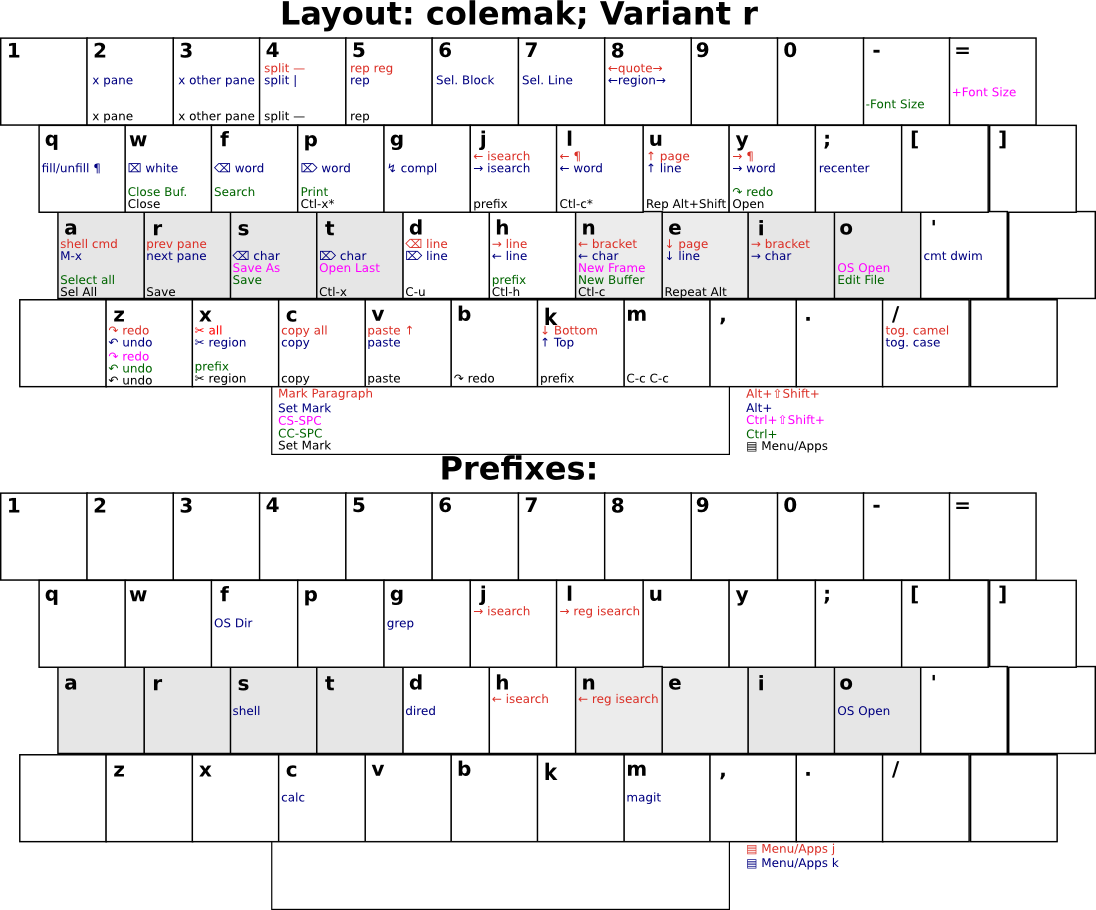 Layout: colemak; Variant r
1
2
x pane
x pane
3
x other pane
x other pane
4
split —
split |
split —
5
rep reg
rep
rep
6
Sel. Block
7
Sel. Line
8
←quote→
←region→
9
0
-
-Font Size
=
+Font Size
q
fill/unfill ¶
w
⌧ white
Close Buf.
Close
f
⌫ word
Search
p
⌦ word
Print
Ctl-x*
g
↯ compl
j
← isearch
→ isearch
prefix
l
← ¶
← word
Ctl-c*
u
↑ page
↑ line
Rep Alt+Shift
y
→ ¶
→ word
↷ redo
Open
;
recenter
[
]
a
shell cmd
M-x
Select all
Sel All
r
prev pane
next pane
Save
s
⌫ char
Save As
Save
t
⌦ char
Open Last
Ctl-x
d
⌫ line
⌦ line
C-u
h
→ line
← line
prefix
Ctl-h
n
← bracket
← char
New Frame
New Buffer
Ctl-c
e
↓ page
↓ line
Repeat Alt
i
→ bracket
→ char
o
OS Open
Edit File
'
cmt dwim
z
↷ redo
↶ undo
↷ redo
↶ undo
↶ undo
x
✂ all
✂ region
prefix
✂ region
c
copy all
copy
copy
v
paste ↑
paste
paste
b
↷ redo
k
↓ Bottom
↑ Top
prefix
m
C-c C-c
,
.
/
tog. camel
tog. case
Mark Paragraph
Set Mark
CS-SPC
CC-SPC
Set Mark
Alt+⇧Shift+
Alt+
Ctrl+⇧Shift+
Ctrl+
▤ Menu/Apps
Prefixes:
1
2
3
4
5
6
7
8
9
0
-
=
q
w
f
OS Dir
p
g
grep
j
→ isearch
l
→ reg isearch
u
y
;
[
]
a
r
s
shell
t
d
dired
h
← isearch
n
← reg isearch
e
i
o
OS Open
'
z
x
c
calc
v
b
k
m
magit
,
.
/
▤ Menu/Apps j
▤ Menu/Apps k